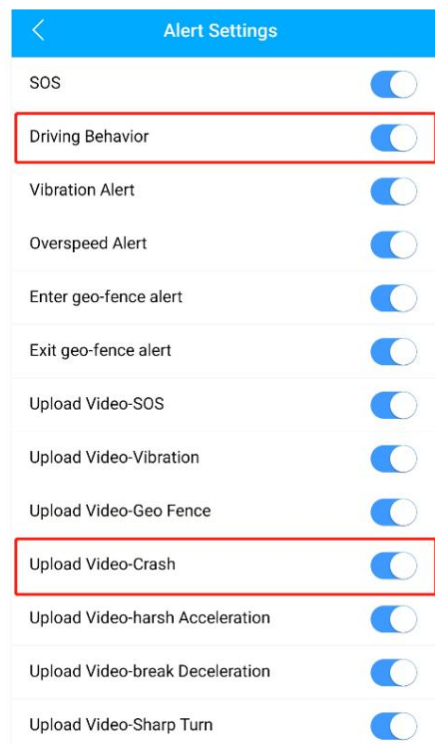 Alert Settings
SOS
Driving Behavior
Vibration Alert
Overspeed Alert
Enter geo-fence alert
Exit geo-fence alert
Upload Video-SOS
Upload Video-Vibration
Upload Video-Geo Fence
Upload Video-Crash
Upload Video-harsh Acceleration
Upload Video-break Deceleration
Upload Video-Sharp Turn